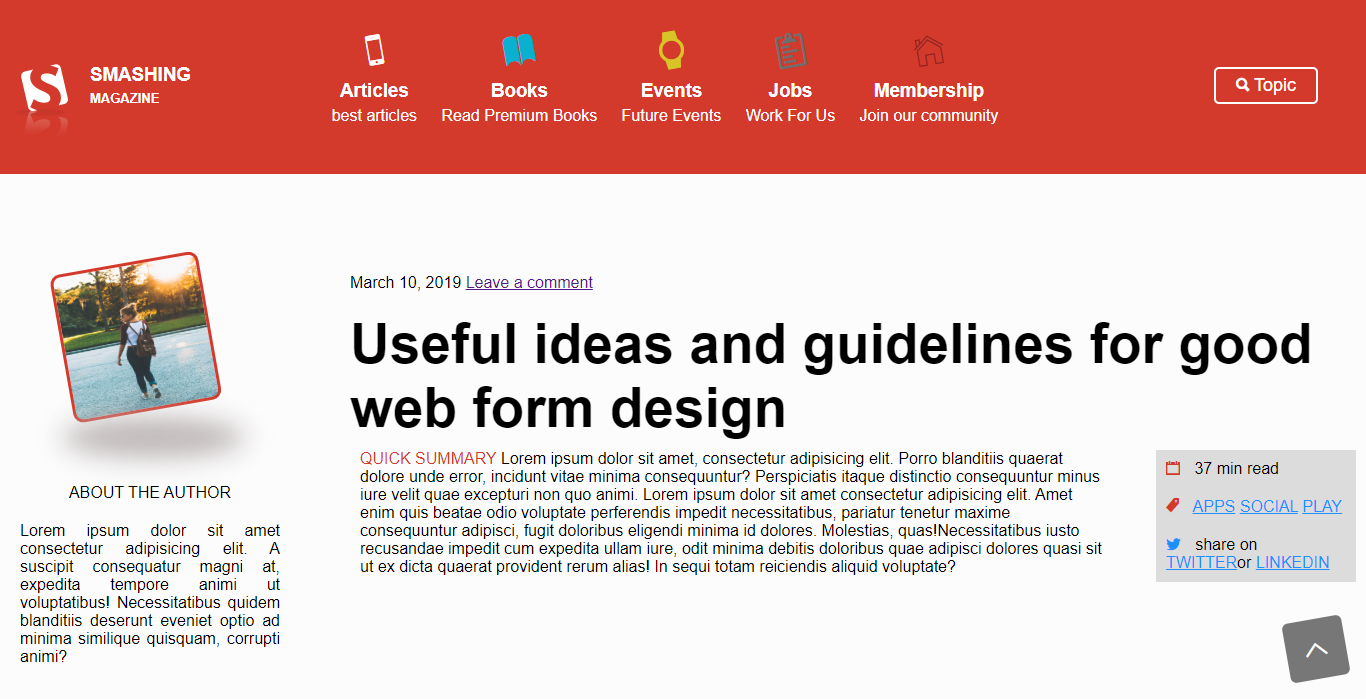 SMASHING
MAGAZINE
Articles
best articles
Books
Read Premium Books
Events
Future Events
Jobs
Work For Us
Membership
Join our community
Topic
March 10, 2019 Leave a comment
Useful ideas and guidelines for good
web form design
QUICK SUMMARY Lorem ipsum dolor sit amet, consectetur adipisicing elit. Porro blanditiis quaerat
dolore unde error, incidunt vitae minima consequuntur? Perspiciatis itaque distinctio consequuntur minus
iure velit quae excepturi non quo animi. Lorem ipsum dolor sit amet consectetur adipisicing elit. Amet
enim quis beatae odio voluptate perferendis impedit necessitatibus, pariatur tenetur maxime
consequuntur adipisci, fugit doloribus eligendi minima id dolores. Molestias, quas!Necessitatibus iusto
recusandae impedit cum expedita ullam iure, odit minima debitis doloribus quae adipisci dolores quasi sit
ut ex dicta quaerat provident rerum alias! In sequi totam reiciendis aliquid voluptate?
37 min read
APPS SOCIAL PLAY
share on
TWITTERor LINKEDIN
ABOUT THE AUTHOR
Lorem ipsum dolor sit amet
consectetur adipisicing elit. A
suscipit consequatur magni at,
expedita tempore animi ut
voluptatibus! Necessitatibus quidem
blanditiis deserunt eveniet optio ad
minima similique quisquam, corrupti
animi?